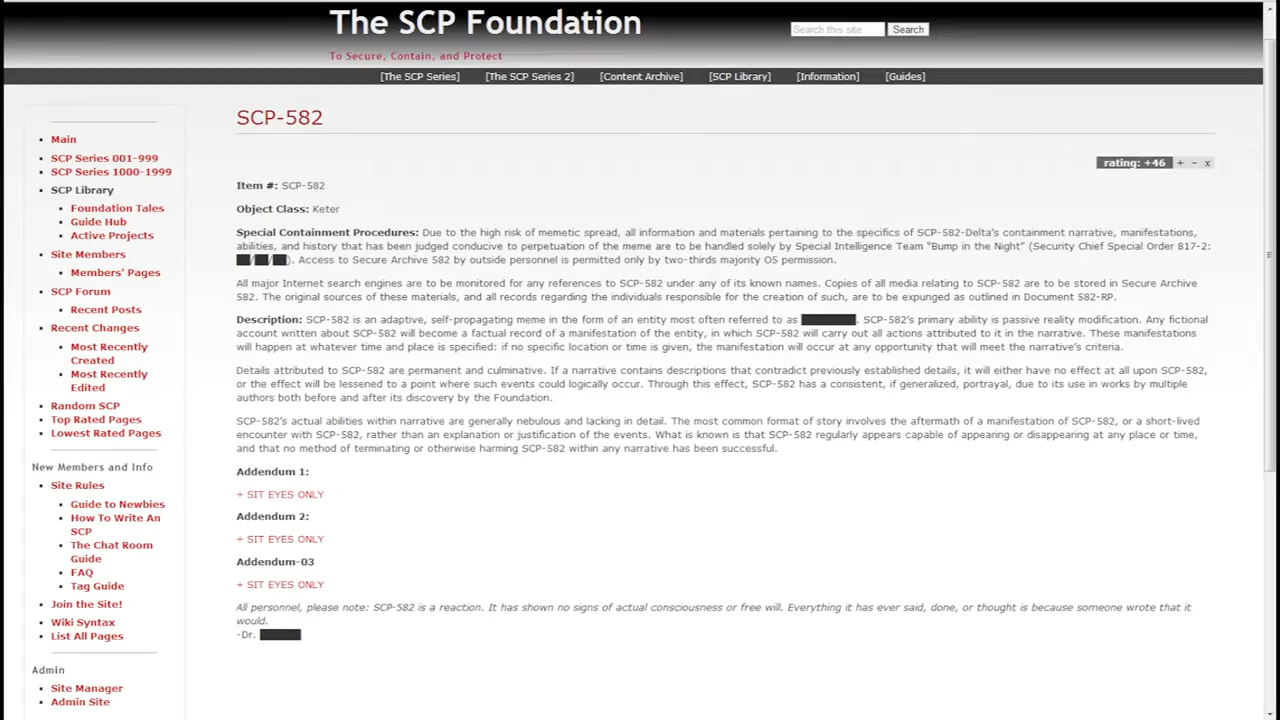 The SCP Foundation
Search this site
Search
To Secure, Contain, and Protect
[The SCP Series] [The SCP Series 2] [Content Archive] [SCP Library] [Information] [Guides]
Main
SCP Series 001-999
SCP Series 1000-1999
SCP Library
Foundation Tales
Guide Hub
Active Projects
Site Members
Members' Pages
SCP Forum
Recent Posts
Recent Changes
Most Recently
Created
Most Recently
Edited
Random SCP
Top Rated Pages
Lowest Rated Pages
New Members and Info
Site Rules
Guide to Newbies
How To Write An
SCP
The Chat Room
Guide
FAQ
Tag Guide
Join the Site!
Wiki Syntax
List All Pages
Admin
Site Manager
Admin Site
SCP-582
rating: +46 + – x
Item #: SCP-582
Object Class: Keter
Special Containment Procedures: Due to the high risk of memetic spread, all information and materials pertaining to the specifics of SCP-582-Delta's containment narrative, manifestations,
abilities, and history that has been judged conducive to perpetuation of the meme are to be handled solely by Special Intelligence Team "Bump in the Night" (Security Chief Special Order 817-2:
██/██/██). Access to Secure Archive 582 by outside personnel is permitted only by two-thirds majority OS permission.
All major Internet search engines are to be monitored for any references to SCP-582 under any of its known names. Copies of all media relating to SCP-582 are to be stored in Secure Archive
582. The original sources of these materials, and all records regarding the individuals responsible for the creation of such, are to be expunged as outlined in Document 582-RP.
Description: SCP-582 is an adaptive, self-propagating meme in the form of an entity most often referred to as ████████. SCP-582's primary ability is passive reality modification. Any fictional
account written about SCP-582 will become a factual record of a manifestation of the entity, in which SCP-582 will carry out all actions attributed to it in the narrative. These manifestations
will happen at whatever time and place is specified: if no specific location or time is given, the manifestation will occur at any opportunity that will meet the narrative's criteria.
Details attributed to SCP-582 are permanent and culminative. If a narrative contains descriptions that contradict previously established details, it will either have no effect at all upon SCP-582,
or the effect will be lessened to a point where such events could logically occur. Through this effect, SCP-582 has a consistent, if generalized, portrayal, due to its use in works by multiple
authors both before and after its discovery by the Foundation.
SCP-582's actual abilities within narrative are generally nebulous and lacking in detail. The most common format of story involves the aftermath of a manifestation of SCP-582, or a short-lived
encounter with SCP-582, rather than an explanation or justification of the events. What is known is that SCP-582 regularly appears capable of appearing or disappearing at any place or time,
and that no method of terminating or otherwise harming SCP-582 within any narrative has been successful.
Addendum 1:
+ SIT EYES ONLY
Addendum 2:
+ SIT EYES ONLY
Addendum-03
+ SIT EYES ONLY
All personnel, please note: SCP-582 is a reaction. It has shown no signs of actual consciousness or free will. Everything it has ever said, done, or thought is because someone wrote that it
would.
-Dr. ██████